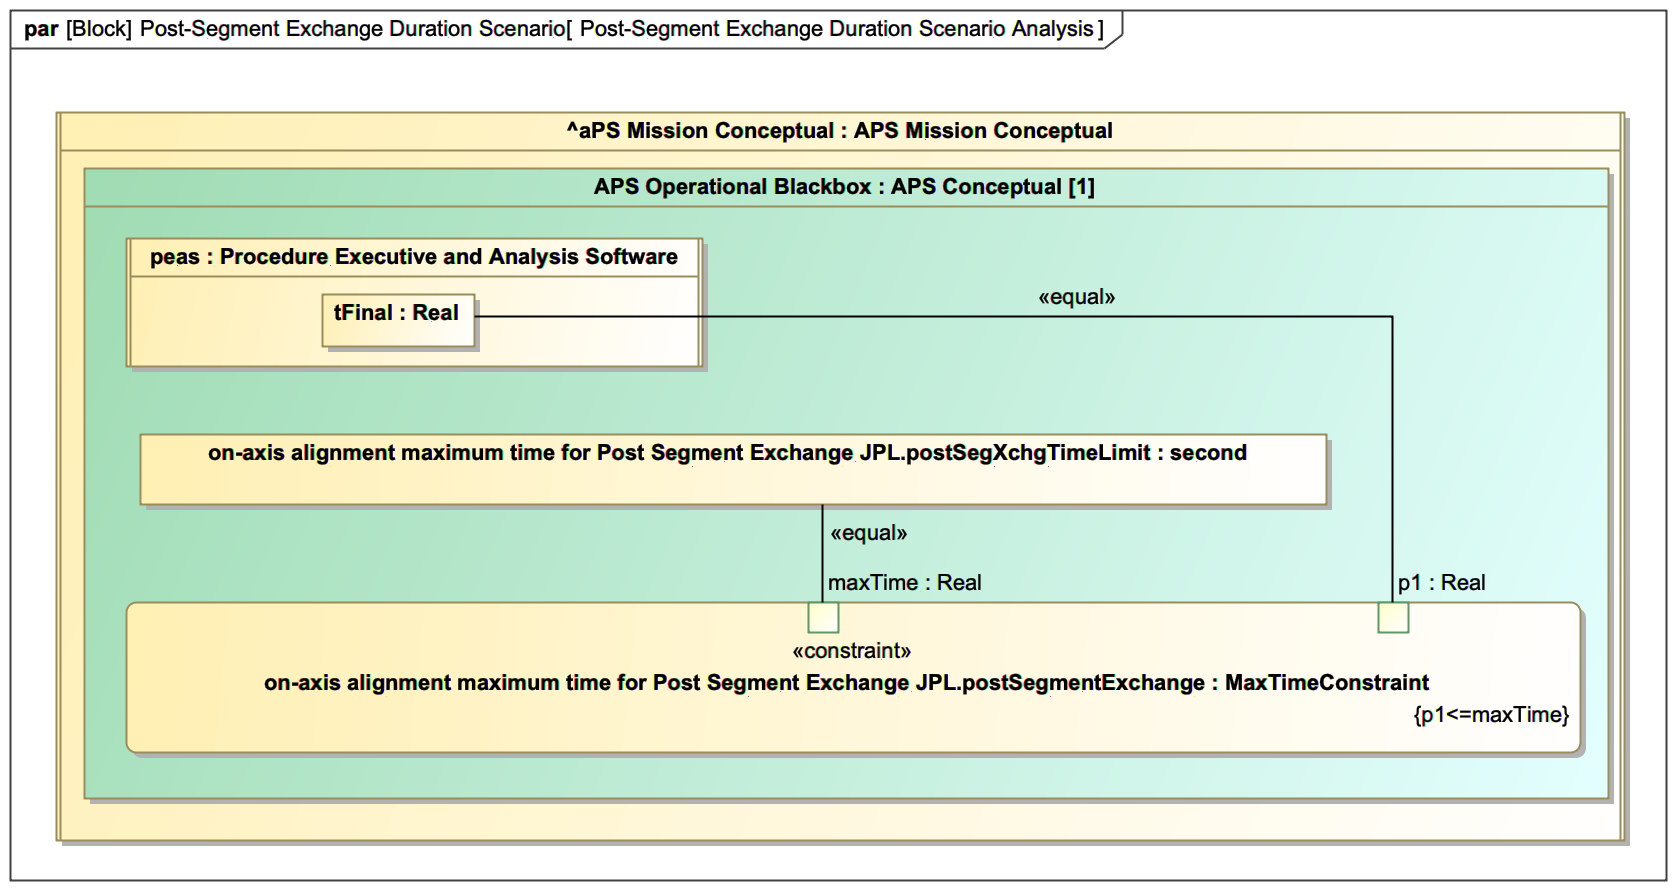 par [Block] Post-Segment Exchange Duration Scenario[ Post-Segment Exchange Duration Scenario Analysis]
^aPS Mission Conceptual : APS Mission Conceptual
APS Operational Blackbox : APS Conceptual [1]
peas : Procedure Executive and Analysis Software
tFinal : Real
«equal»
on-axis alignment maximum time for Post Segment Exchange JPL.postSegXchgTimeLimit : second
«equal»
maxTime : Real
p1 : Real
«constraint»
on-axis alignment maximum time for Post Segment Exchange JPL.postSegmentExchange : MaxTimeConstraint
{p1<=maxTime}